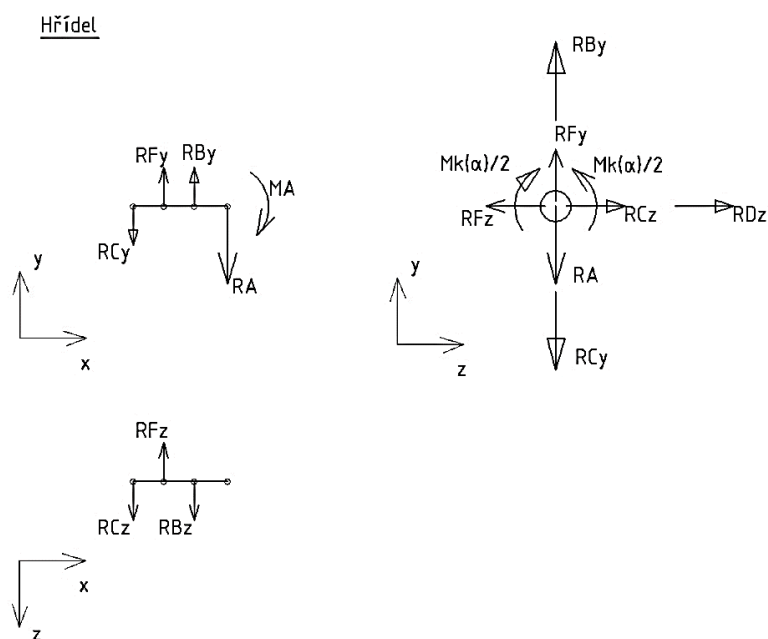 Hřídel
RBy
RFy
Mk(α)/2 Mk(α)/2
RFz RCz RDz
RA
RCy
y
z
RFy RBy
MA
RCy
RA
y
x
RFz
RCz RBz
x
z